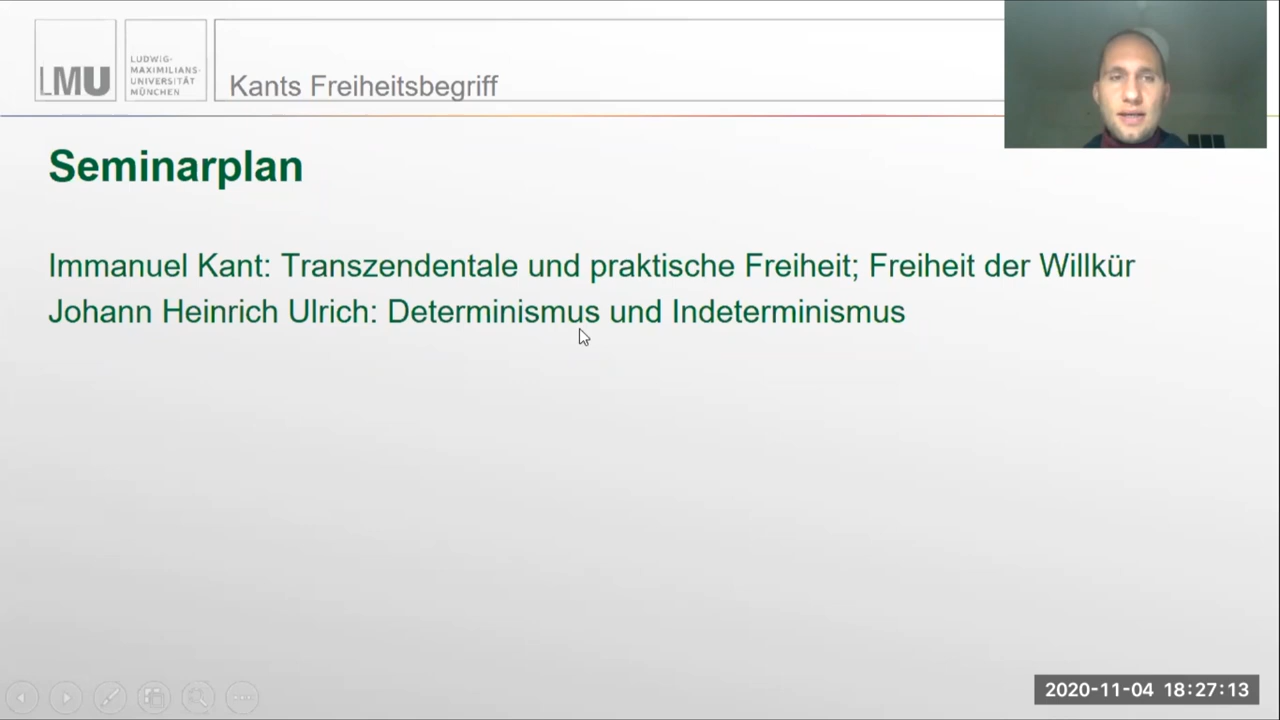 LMU
LUDWIG-
MAXIMILIANS-
UNIVERSITÄT
MÜNCHEN
Kants Freiheitsbegriff
Seminarplan
Immanuel Kant: Transzendentale und praktische Freiheit; Freiheit der Willkür
Johann Heinrich Ulrich: Determinismus und Indeterminismus
2020-11-04 18:27:13